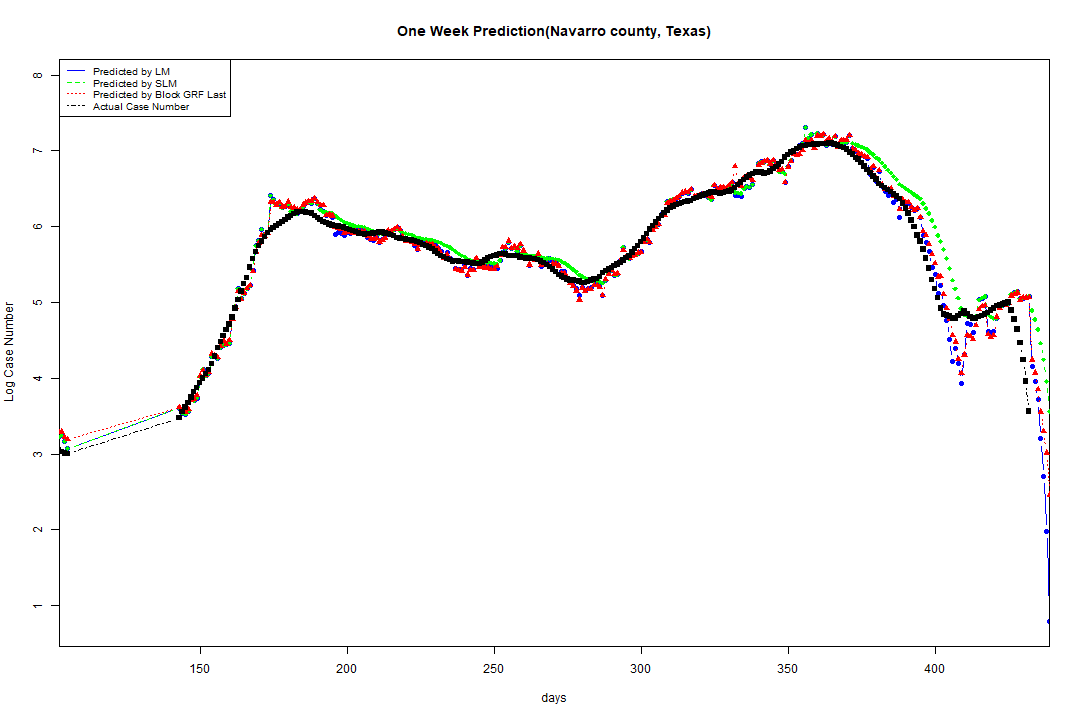 One Week Prediction(Navarro county, Texas)
Predicted by LM
Predicted by SLM
Predicted by Block GRF Last
Actual Case Number
8
7
6
5
4
3
2
1
Log Case Number
150 200 250 300 350 400
days